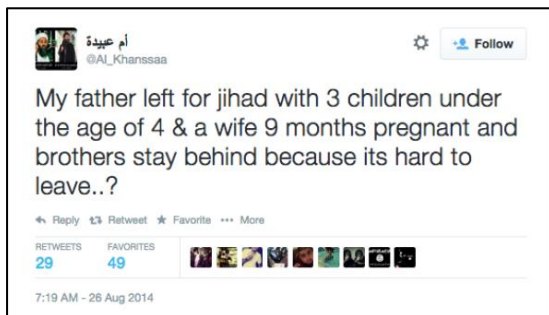 أم عبيدة
@Al_Khanssaa
Follow
My father left for jihad with 3 children under
the age of 4 & a wife 9 months pregnant and
brothers stay behind because its hard to
leave..?
Reply Retweet Favorite More
RETWEETS FAVORITES
29 49
7:19 AM - 26 Aug 2014